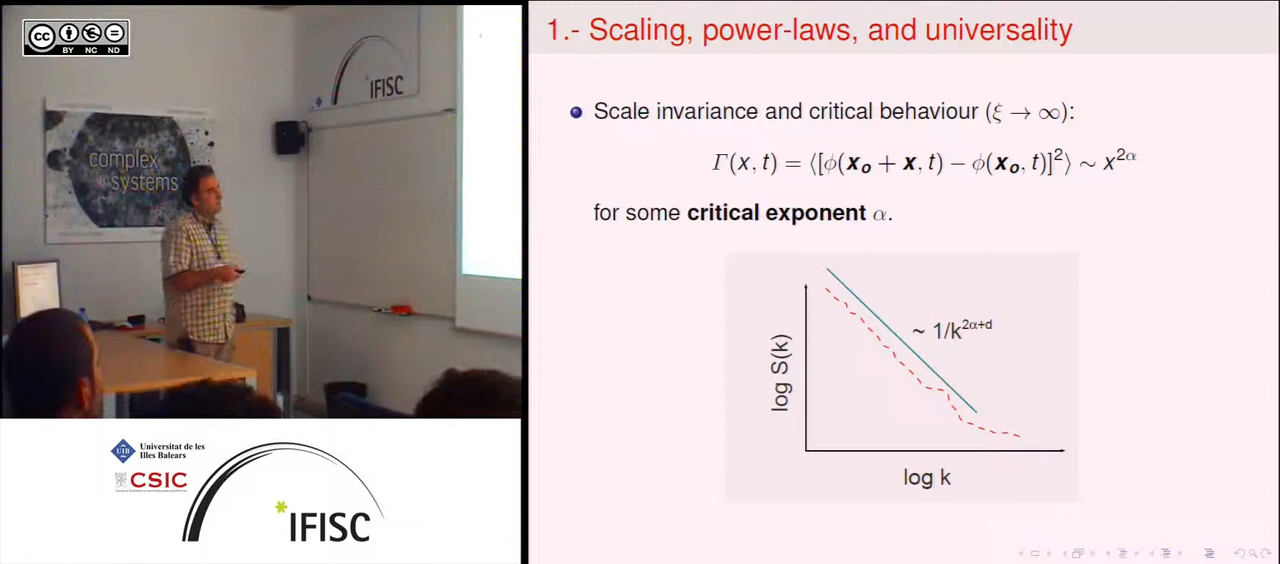 cc
BY NC ND
IFISC
complex
systems
Universitat de les
Illes Balears
UIB
CSIC
*IFISC
1.- Scaling, power-laws, and universality
Scale invariance and critical behaviour (ξ → ∞):
Γ(x, t) = ⟨[ϕ(x₀ + x, t) − ϕ(x₀, t)]²⟩ ~ x^{2α}
for some critical exponent α.
~ 1/k^{2α+d}
log S(k)
log k